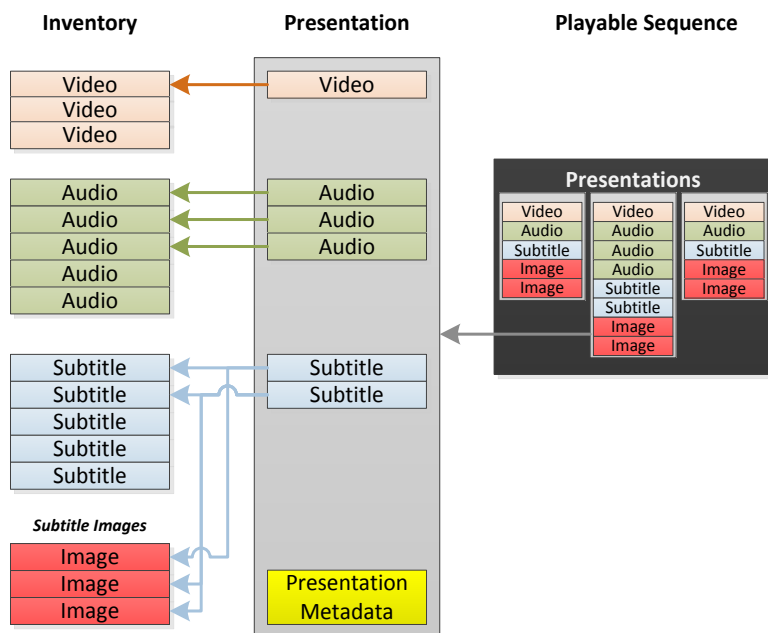 Inventory
Presentation
Playable Sequence
Video
Video
Video
Video
Audio
Audio
Audio
Audio
Audio
Audio
Audio
Audio
Presentations
Video
Audio
Subtitle
Image
Image
Video
Audio
Audio
Audio
Subtitle
Subtitle
Image
Image
Video
Audio
Subtitle
Image
Image
Subtitle
Subtitle
Subtitle
Subtitle
Subtitle
Subtitle
Subtitle
Subtitle Images
Image
Image
Image
Presentation
Metadata